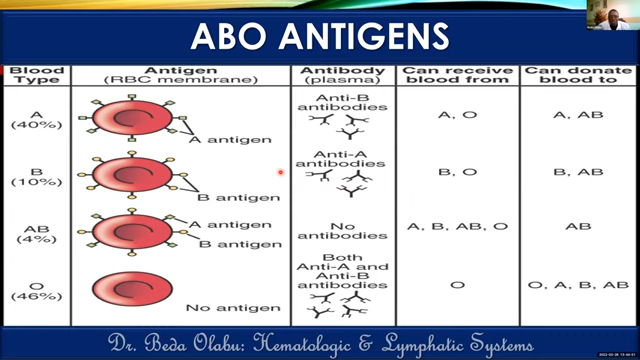 ABO ANTIGENS
Blood Type
Antigen (RBC membrane)
Antibody (plasma)
Can receive blood from
Can donate blood to
A (40%)
A antigen
Anti-B antibodies
A, O
A, AB
B (10%)
B antigen
Anti-A antibodies
B, O
B, AB
AB (4%)
A antigen
B antigen
No antibodies
A, B, AB, O
AB
O (46%)
No antigen
Both Anti-A and Anti-B antibodies
O
O, A, B, AB
Dr. Beda Olabu: Hematologic & Lymphatic Systems